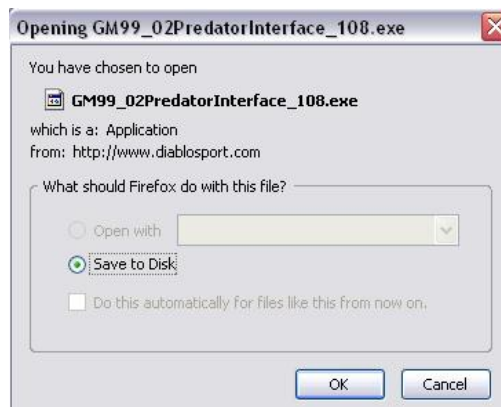 Opening GM99_02PredatorInterface_108.exe
You have chosen to open
GM99_02PredatorInterface_108.exe
which is a: Application
from: http://www.diablosport.com
What should Firefox do with this file?
Open with
Save to Disk
Do this automatically for files like this from now on.
OK Cancel